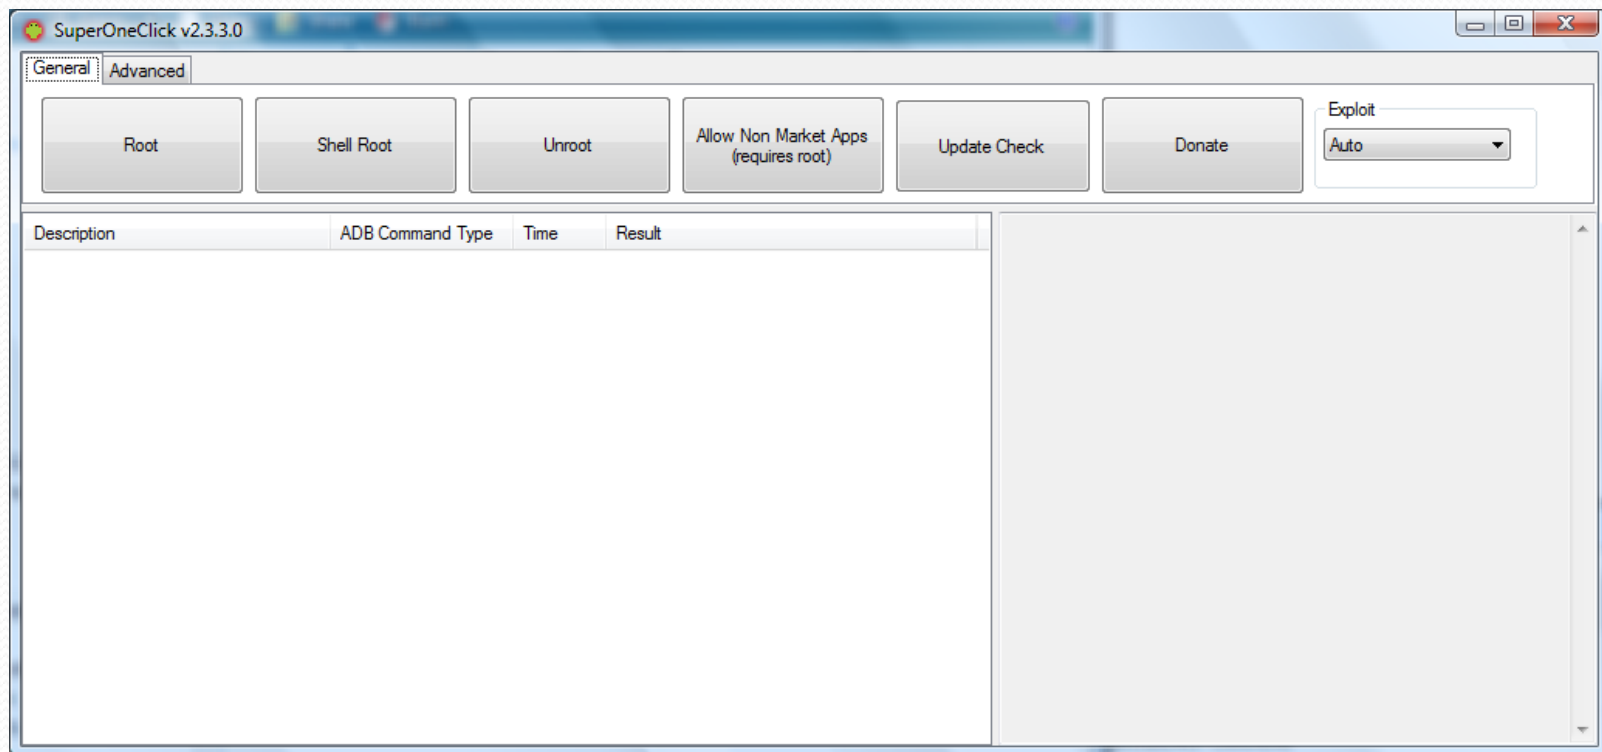 SuperOneClick v2.3.3.0
General
Advanced
Root
Shell Root
Unroot
Allow Non Market Apps
(requires root)
Update Check
Donate
Exploit
Auto
Description
ADB Command Type
Time
Result